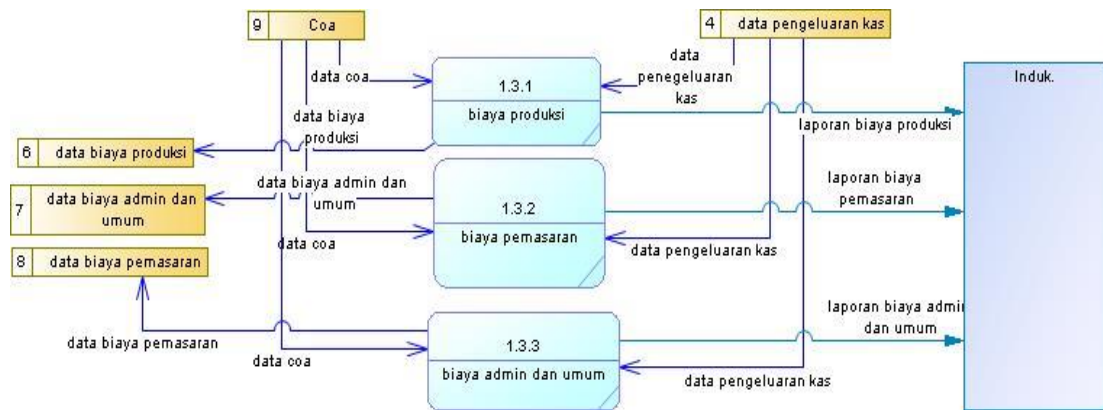 9 Coa
4 data pengeluaran kas
data coa
1.3.1
biaya produksi
data
penegeluaran
kas
Induk.
data biaya
produksi
laporan biaya produksi
6 data biaya produksi
7 data biaya admin dan
umum
data biaya admin dan
umum
1.3.2
biaya pemasaran
laporan biaya
pemasaran
data coa
data pengeluaran kas
8 data biaya pemasaran
data biaya pemasaran
data coa
1.3.3
biaya admin dan umum
laporan biaya admin
dan umum
data pengeluaran kas